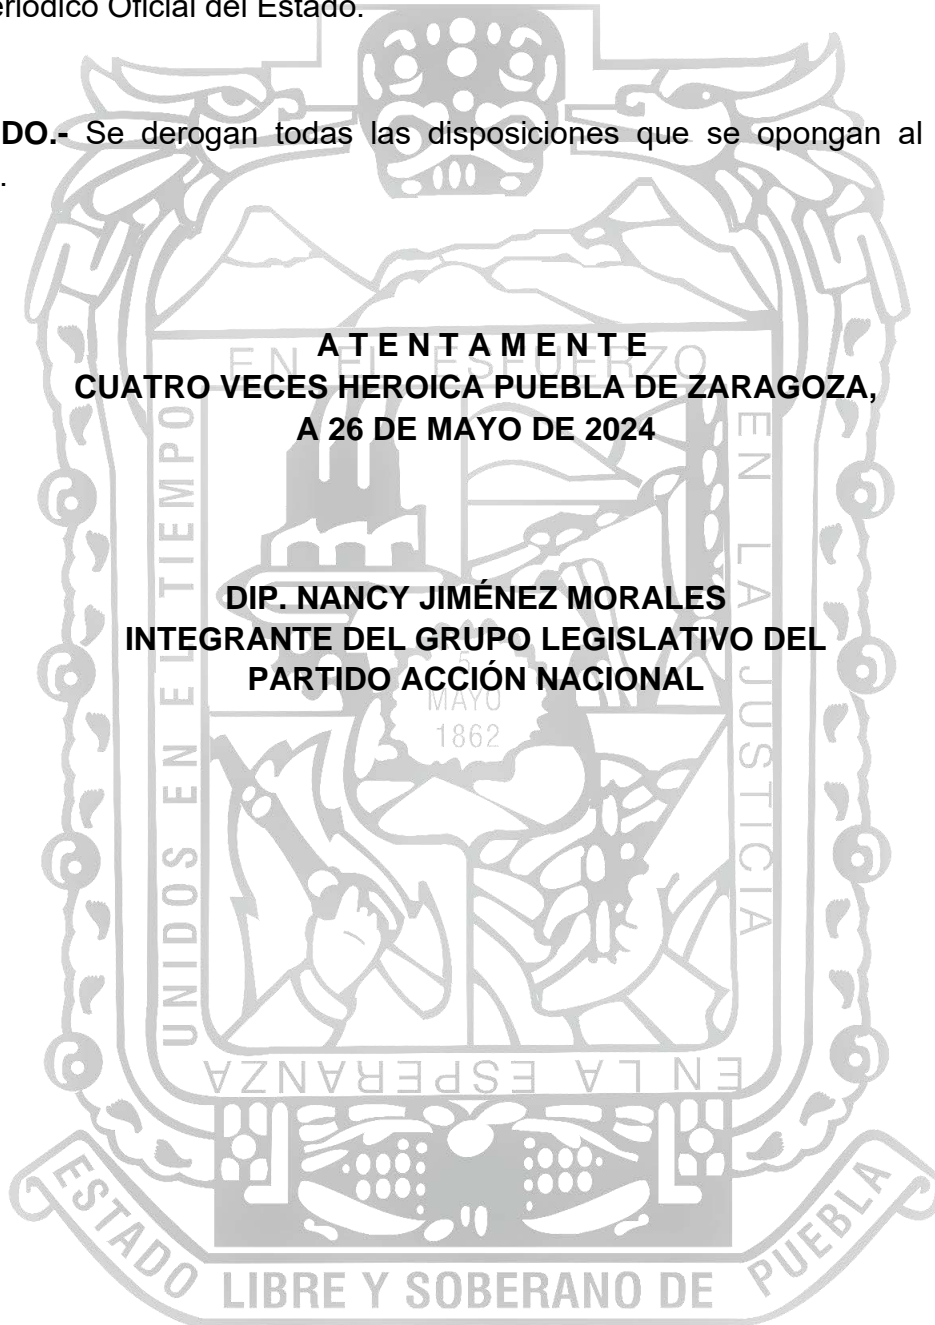 eriódico Oficial del Estado.
DO.- Se derogan todas las disposiciones que se opongan al
.
A T E N T A M E N T E
CUATRO VECES HEROICA PUEBLA DE ZARAGOZA,
A 26 DE MAYO DE 2024
DIP. NANCY JIMÉNEZ MORALES
INTEGRANTE DEL GRUPO LEGISLATIVO DEL
PARTIDO ACCIÓN NACIONAL
UNIDOS EN EL TIEMPO
EN EL ESFUERZO
EN LA JUSTICIA
EN LA ESPERANZA
5
MAYO
1862
ESTADO LIBRE Y SOBERANO DE PUEBLA